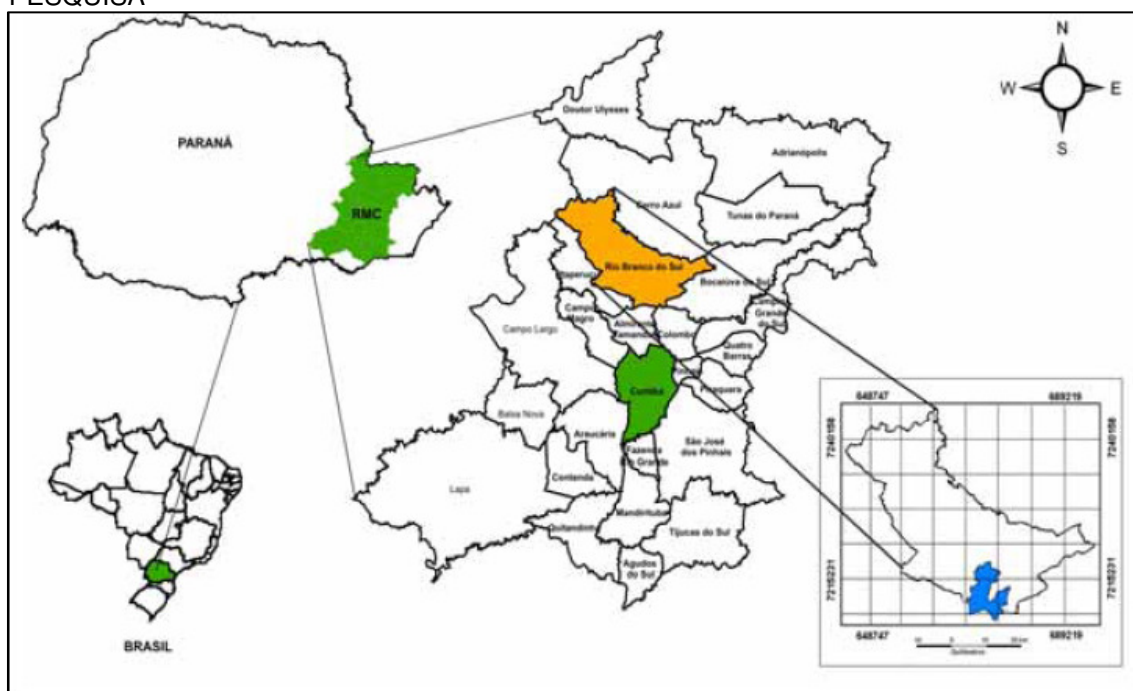 PESQUISA
N
W
E
S
PARANÁ
RMC
Doutor Ulysses
Adrianópolis
Cerro Azul
Tunas do Paraná
Rio Branco do Sul
Bocaiúva do Sul
Campo
Magro
Grande
do Sul
Campo Largo
Colombo
Quatro
Barras
Curitiba
Piraquara
Balsa Nova
Araucária
São José
dos Pinhais
Fazenda
Rio Grande
Contenda
Lapa
Mandirituba
Quitandinha
Tijucas do Sul
Agudos
do Sul
BRASIL
648747
689219
7240158
7240158
7215231
7215231
648747
689219